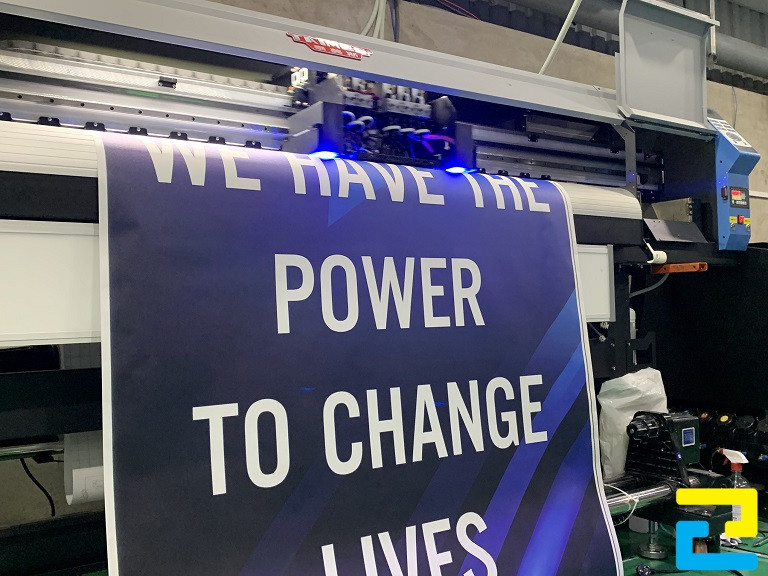 WE HAVE THE
POWER
TO CHANGE
LIVES